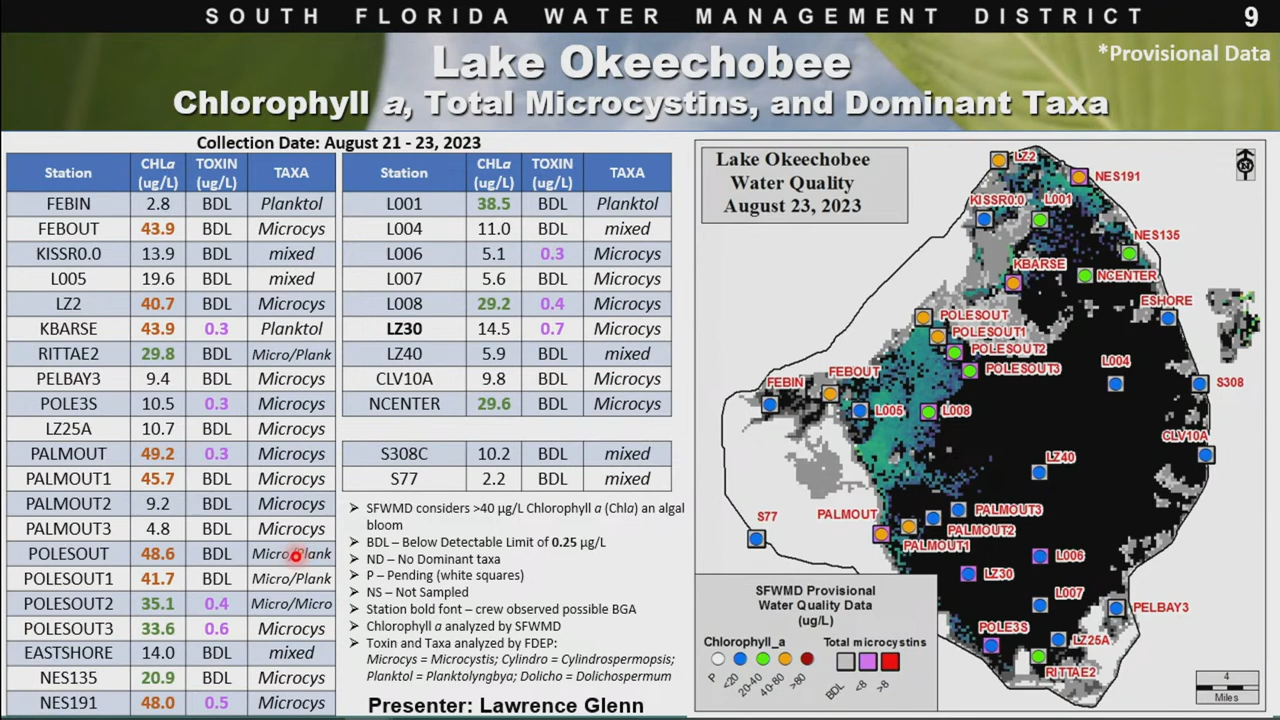 SOUTH FLORIDA WATER MANAGEMENT DISTRICT 9
Lake Okeechobee
*Provisional Data
Chlorophyll a, Total Microcystins, and Dominant Taxa
Collection Date: August 21 - 23, 2023
Station CHLa (ug/L) TOXIN (ug/L) TAXA
FEBIN 2.8 BDL Planktol
FEBOUT 43.9 BDL Microcys
KISSR0.0 13.9 BDL mixed
L005 19.6 BDL mixed
LZ2 40.7 BDL Microcys
KBARSE 43.9 0.3 Planktol
RITTAE2 29.8 BDL Micro/Plank
PELBAY3 9.4 BDL Microcys
POLE3S 10.5 0.3 Microcys
LZ25A 10.7 BDL Microcys
PALMOUT 49.2 0.3 Microcys
PALMOUT1 45.7 BDL Microcys
PALMOUT2 9.2 BDL Microcys
PALMOUT3 4.8 BDL Microcys
POLESOUT 48.6 BDL Micro/Plank
POLESOUT1 41.7 BDL Micro/Plank
POLESOUT2 35.1 0.4 Micro/Micro
POLESOUT3 33.6 0.6 Microcys
EASTSHORE 14.0 BDL mixed
NES135 20.9 BDL Microcys
NES191 48.0 0.5 Microcys
Station CHLa (ug/L) TOXIN (ug/L) TAXA
L001 38.5 BDL Planktol
L004 11.0 BDL mixed
L006 5.1 0.3 Microcys
L007 5.6 BDL Microcys
L008 29.2 0.4 Microcys
LZ30 14.5 0.7 Microcys
LZ40 5.9 BDL mixed
CLV10A 9.8 BDL Microcys
NCENTER 29.6 BDL Microcys
S308C 10.2 BDL mixed
S77 2.2 BDL mixed
➢ SFWMD considers >40 µg/L Chlorophyll a (Chla) an algal
bloom
➢ BDL – Below Detectable Limit of 0.25 µg/L
➢ ND – No Dominant taxa
➢ P – Pending (white squares)
➢ NS – Not Sampled
➢ Station bold font – crew observed possible BGA
➢ Chlorophyll a analyzed by SFWMD
➢ Toxin and Taxa analyzed by FDEP:
Microcys = Microcystis; Cylindro = Cylindrospermopsis;
Planktol = Planktolyngbya; Dolicho = Dolichospermum
Presenter: Lawrence Glenn
Lake Okeechobee
Water Quality
August 23, 2023
N
LZ2
NES191
KISSR0.0
L001
NES135
KBARSE
NCENTER
ESHORE
POLESOUT
POLESOUT1
POLESOUT2
POLESOUT3
L004
FEBIN
FEBOUT
S308
L005
L008
CLV10A
LZ40
S77
PALMOUT
PALMOUT3
PALMOUT2
PALMOUT1
L006
LZ30
L007
PELBAY3
POLE3S
LZ25A
RITTAE2
SFWMD Provisional
Water Quality Data
(ug/L)
Chlorophyll_a
P <20 20-40 40-80 >80
Total microcystins
BDL <8 >8
4
Miles